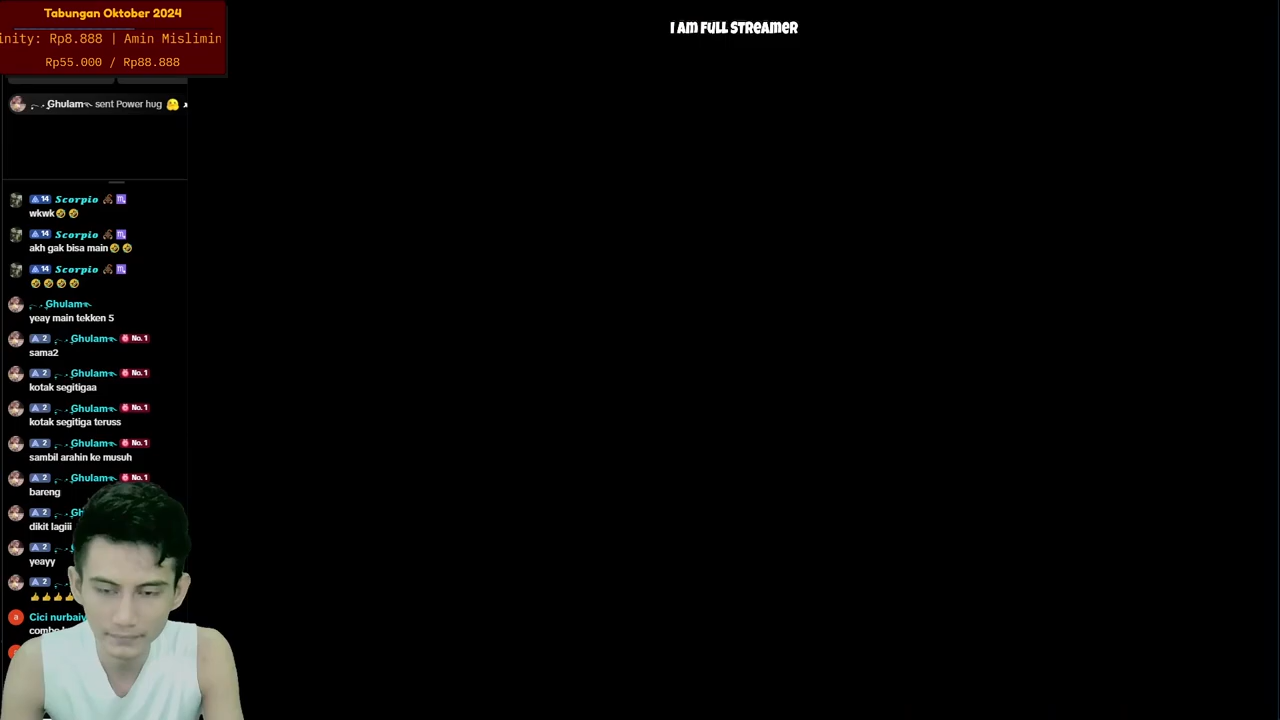 Tabungan Oktober 2024
inity: Rp8.888 | Amin Mislimin
Rp55.000 / Rp88.888
I AM FULL STREAMER
Ghulam sent Power hug
14 Scorpio
wkwk
14 Scorpio
akh gak bisa main
14 Scorpio
Ghulam
yeay main tekken 5
2 Ghulam No. 1
sama2
2 Ghulam No. 1
kotak segitigaa
2 Ghulam No. 1
kotak segitiga teruss
2 Ghulam No. 1
sambil arahin ke musuh
2 Ghulam No. 1
bareng
2 Gh
dikit lagiii
2
yeayy
2
a Cici nurbaiy
comb